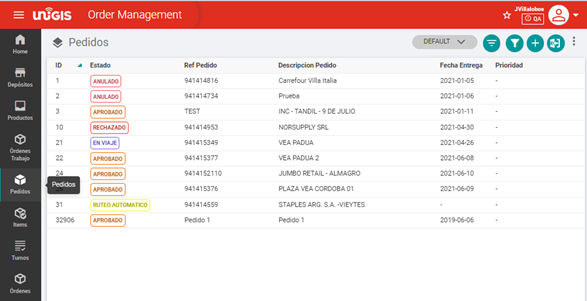 UNIGIS Order Management JVillalobos
QA
Home
Depósitos
Productos
Órdenes
Trabajo
Pedidos
Pedidos
Items
Turnos
Órdenes
Pedidos DEFAULT
ID Estado Ref Pedido Descripcion Pedido Fecha Entrega Prioridad
1 ANULADO 941414816 Carrefour Villa Italia 2021-01-05 -
2 ANULADO 941414734 Prueba 2021-01-06 -
3 APROBADO TEST INC - TANDIL - 9 DE JULIO 2021-01-11 -
10 RECHAZADO 941414953 NORSUPPLY SRL 2021-04-30 -
21 EN VIAJE 941415349 VEA PADUA 2021-04-26 -
22 APROBADO 941415377 VEA PADUA 2 2021-06-08 -
24 APROBADO 9414152110 JUMBO RETAIL - ALMAGRO 2021-06-10 -
APROBADO 941415376 PLAZA VEA CORDOBA 01 2021-06-09 -
31 RUTEO AUTOMATICO 941414559 STAPLES ARG. S.A. -VIEYTES - -
32906 APROBADO Pedido 1 Pedido 1 2019-06-06 -